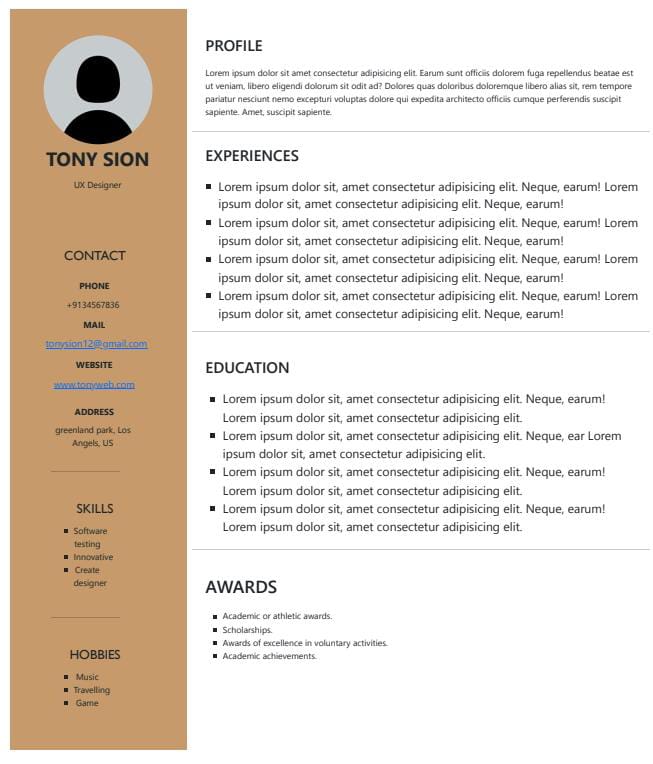 TONY SION
UX Designer
CONTACT
PHONE
+9134567836
MAIL
tonysion12@gmail.com
WEBSITE
www.tonyweb.com
ADDRESS
greenland park, Los
Angels, US
SKILLS
Software
testing
Innovative
Create
designer
HOBBIES
Music
Travelling
Game
PROFILE
Lorem ipsum dolor sit amet consectetur adipisicing elit. Earum sunt officiis dolorem fuga repellendus beatae est
ut veniam, libero eligendi dolorum sit odit ad? Dolores quas doloribus doloremque libero alias sit, rem tempore
pariatur nesciunt nemo excepturi voluptas dolore qui expedita architecto officiis cumque perferendis suscipit
sapiente. Amet, suscipit sapiente.
EXPERIENCES
Lorem ipsum dolor sit, amet consectetur adipisicing elit. Neque, earum! Lorem
ipsum dolor sit, amet consectetur adipisicing elit. Neque, earum!
Lorem ipsum dolor sit, amet consectetur adipisicing elit. Neque, earum! Lorem
ipsum dolor sit, amet consectetur adipisicing elit. Neque, earum!
Lorem ipsum dolor sit, amet consectetur adipisicing elit. Neque, earum! Lorem
ipsum dolor sit, amet consectetur adipisicing elit. Neque, earum!
Lorem ipsum dolor sit, amet consectetur adipisicing elit. Neque, earum! Lorem
ipsum dolor sit, amet consectetur adipisicing elit. Neque, earum!
EDUCATION
Lorem ipsum dolor sit, amet consectetur adipisicing elit. Neque, earum!
Lorem ipsum dolor sit, amet consectetur adipisicing elit.
Lorem ipsum dolor sit, amet consectetur adipisicing elit. Neque, ear Lorem
ipsum dolor sit, amet consectetur adipisicing elit.
Lorem ipsum dolor sit, amet consectetur adipisicing elit. Neque, earum!
Lorem ipsum dolor sit, amet consectetur adipisicing elit.
Lorem ipsum dolor sit, amet consectetur adipisicing elit. Neque, earum!
Lorem ipsum dolor sit, amet consectetur adipisicing elit.
AWARDS
Academic or athletic awards.
Scholarships.
Awards of excellence in voluntary activities.
Academic achievements.